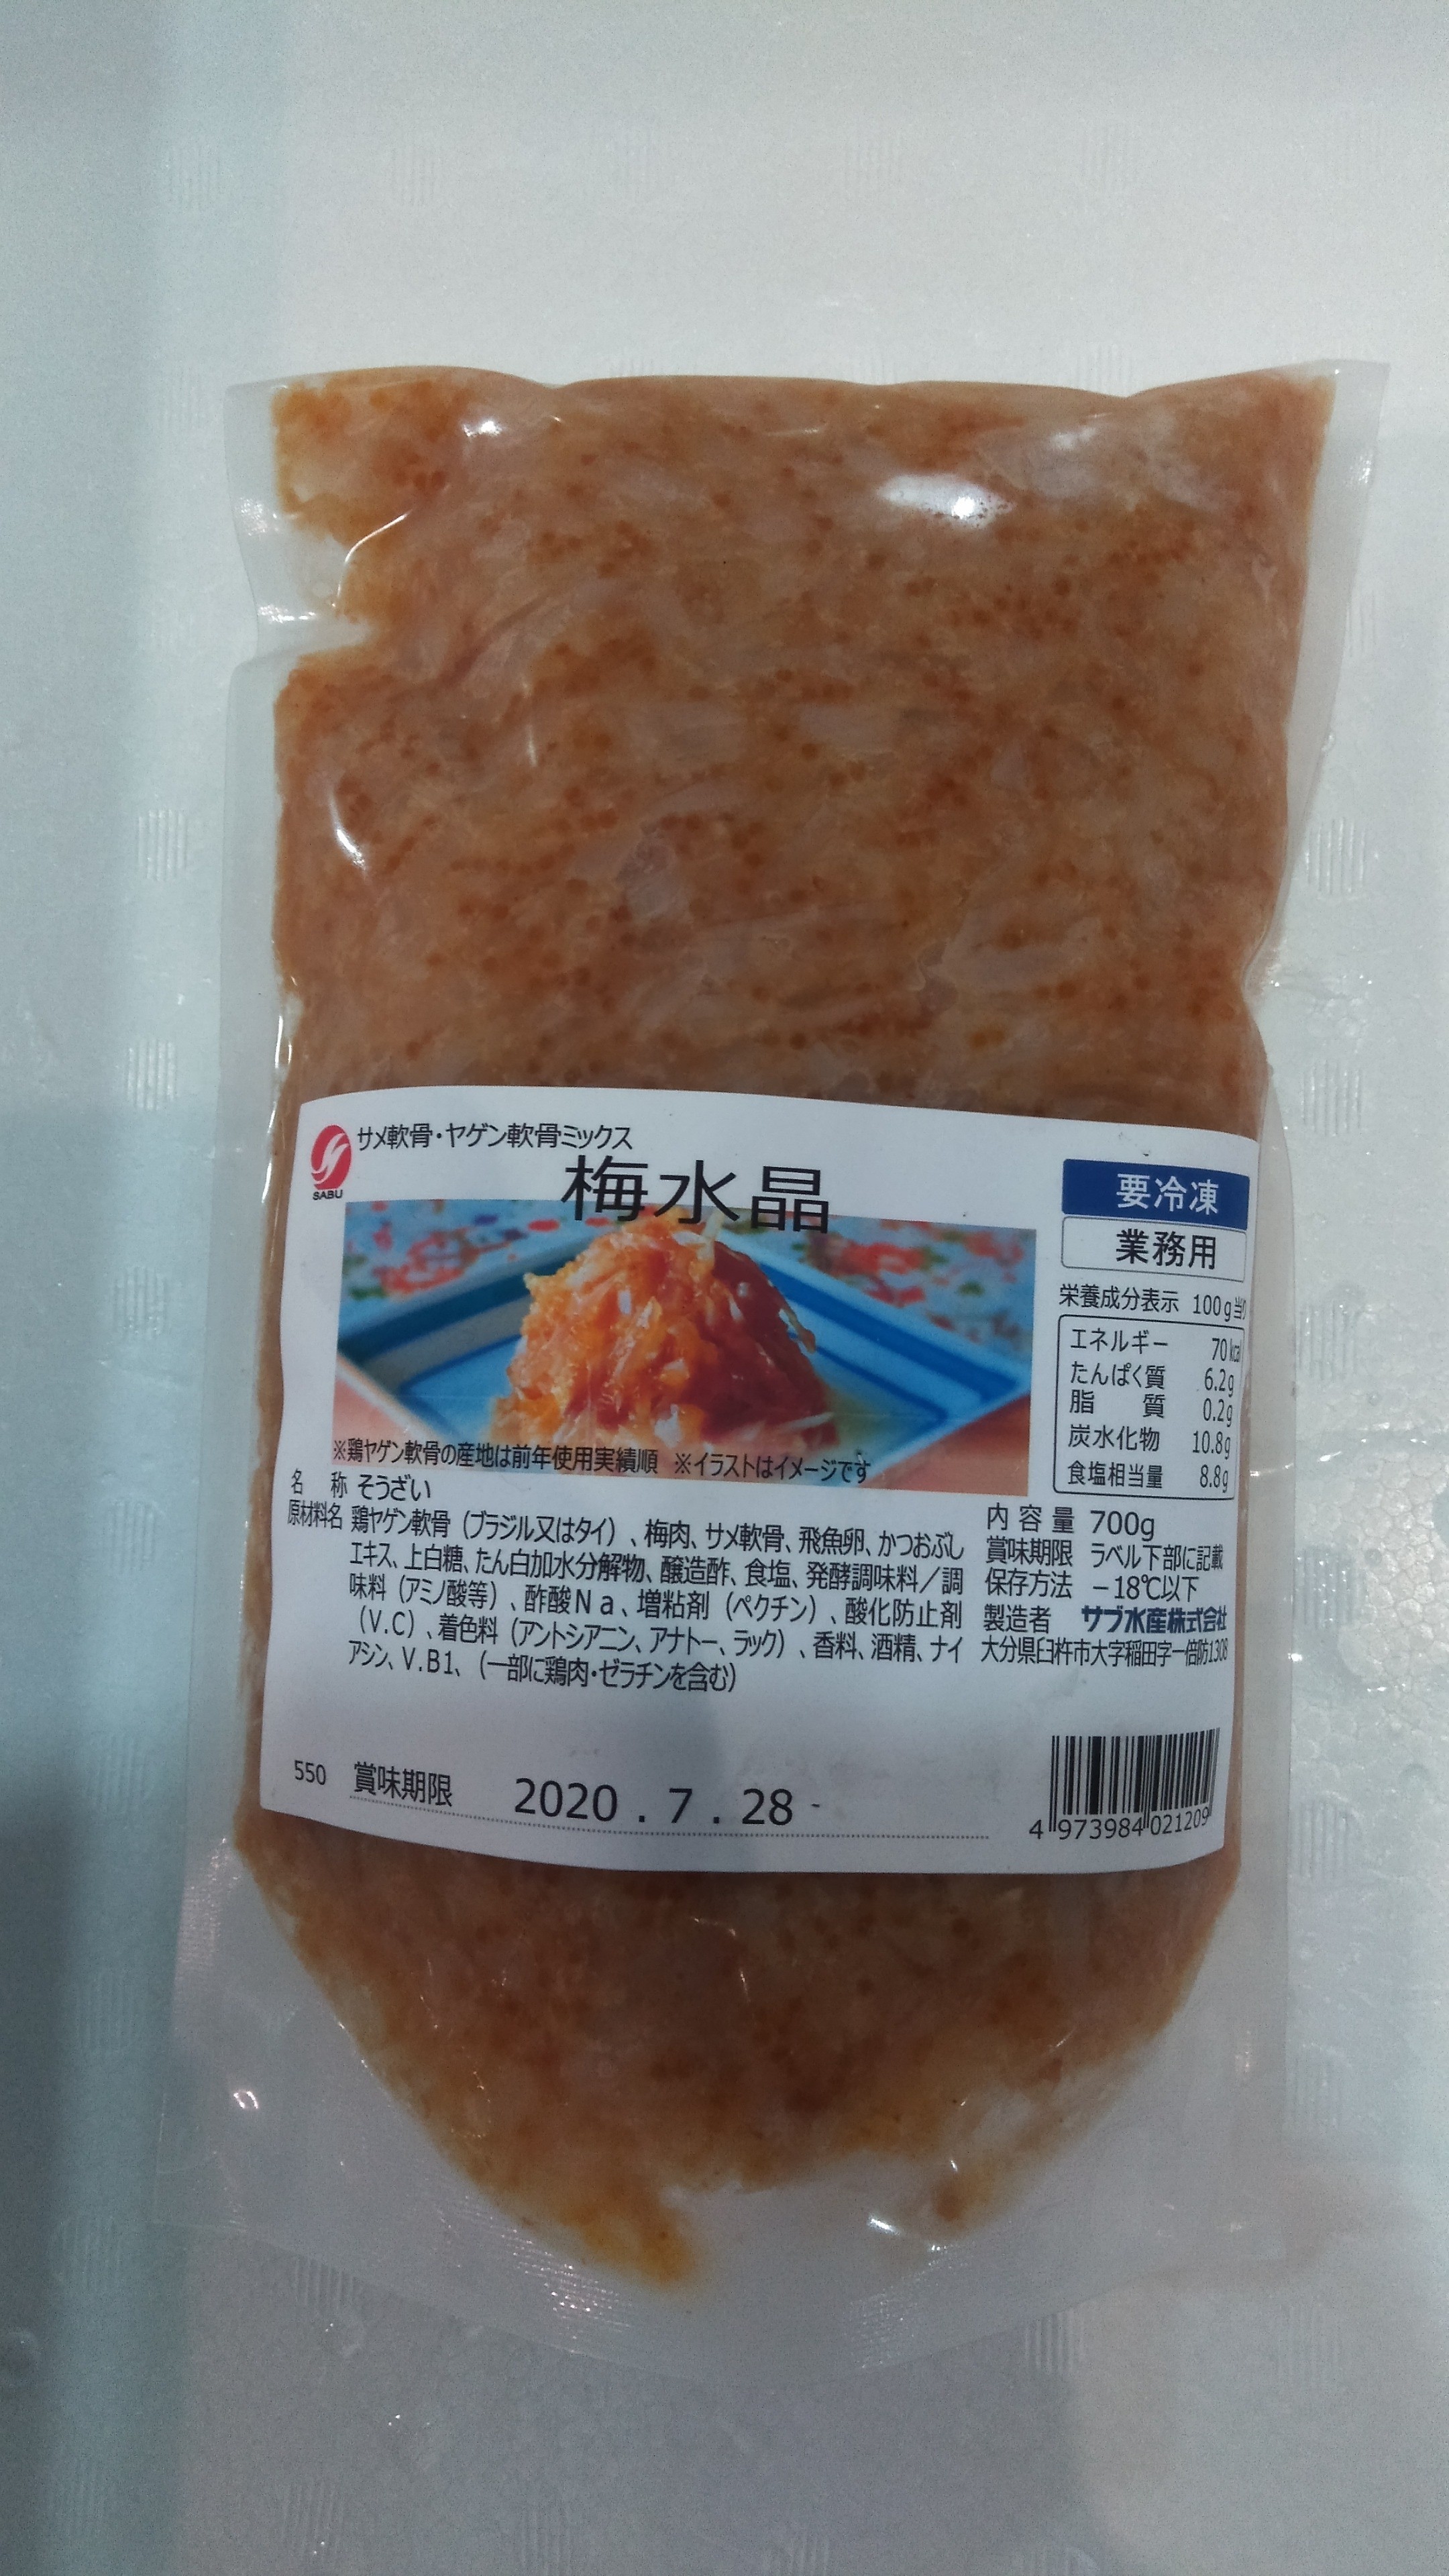 サメ軟骨・ヤゲン軟骨ミックス
SABU
梅水晶
要冷凍
業務用
栄養成分表示 100g当り
エネルギー 70kcal
たんぱく質 6.2g
脂 質 0.2g
炭水化物 10.8g
食塩相当量 8.8g
※鶏ヤゲン軟骨の産地は前年使用実績順 ※イラストはイメージです
名 称 そうざい
原材料名 鶏ヤゲン軟骨（ブラジル又はタイ）、梅肉、サメ軟骨、飛魚卵、かつおぶし
エキス、上白糖、たん白加水分解物、醸造酢、食塩、発酵調味料／調
味料（アミノ酸等）、酢酸Na、増粘剤（ペクチン）、酸化防止剤
（V.C）、着色料（アントシアニン、アナトー、ラック）、香料、酒精、ナイ
アシン、V.B1、（一部に鶏肉・ゼラチンを含む）
内容量 700g
賞味期限 ラベル下部に記載
保存方法 －18℃以下
製造者 サブ水産株式会社
大分県臼杵市大字稲田字一倍防1308
550 賞味期限 2020.7.28 -
4 973984 021209